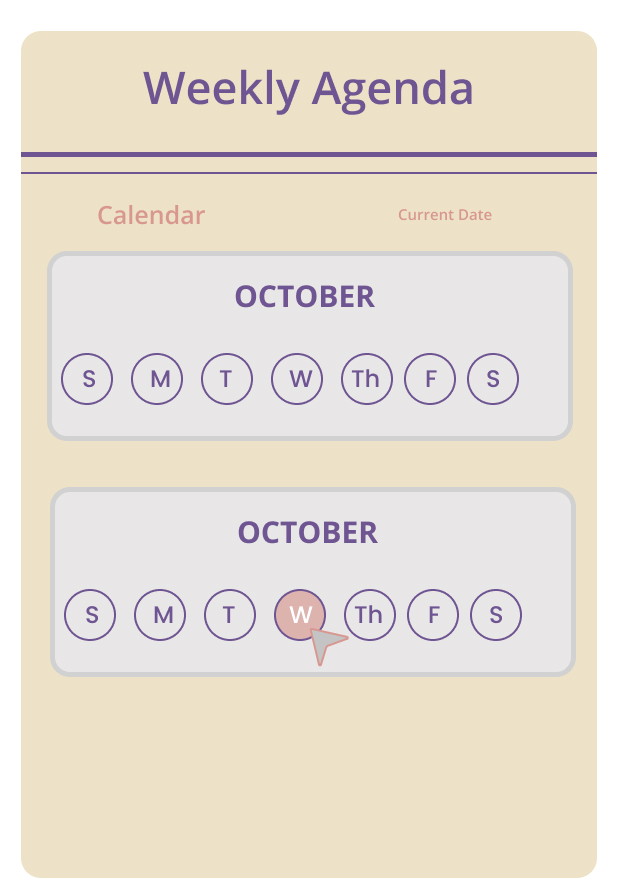 Weekly Agenda
Calendar Current Date
OCTOBER
S M T W Th F S
OCTOBER
S M T W Th F S